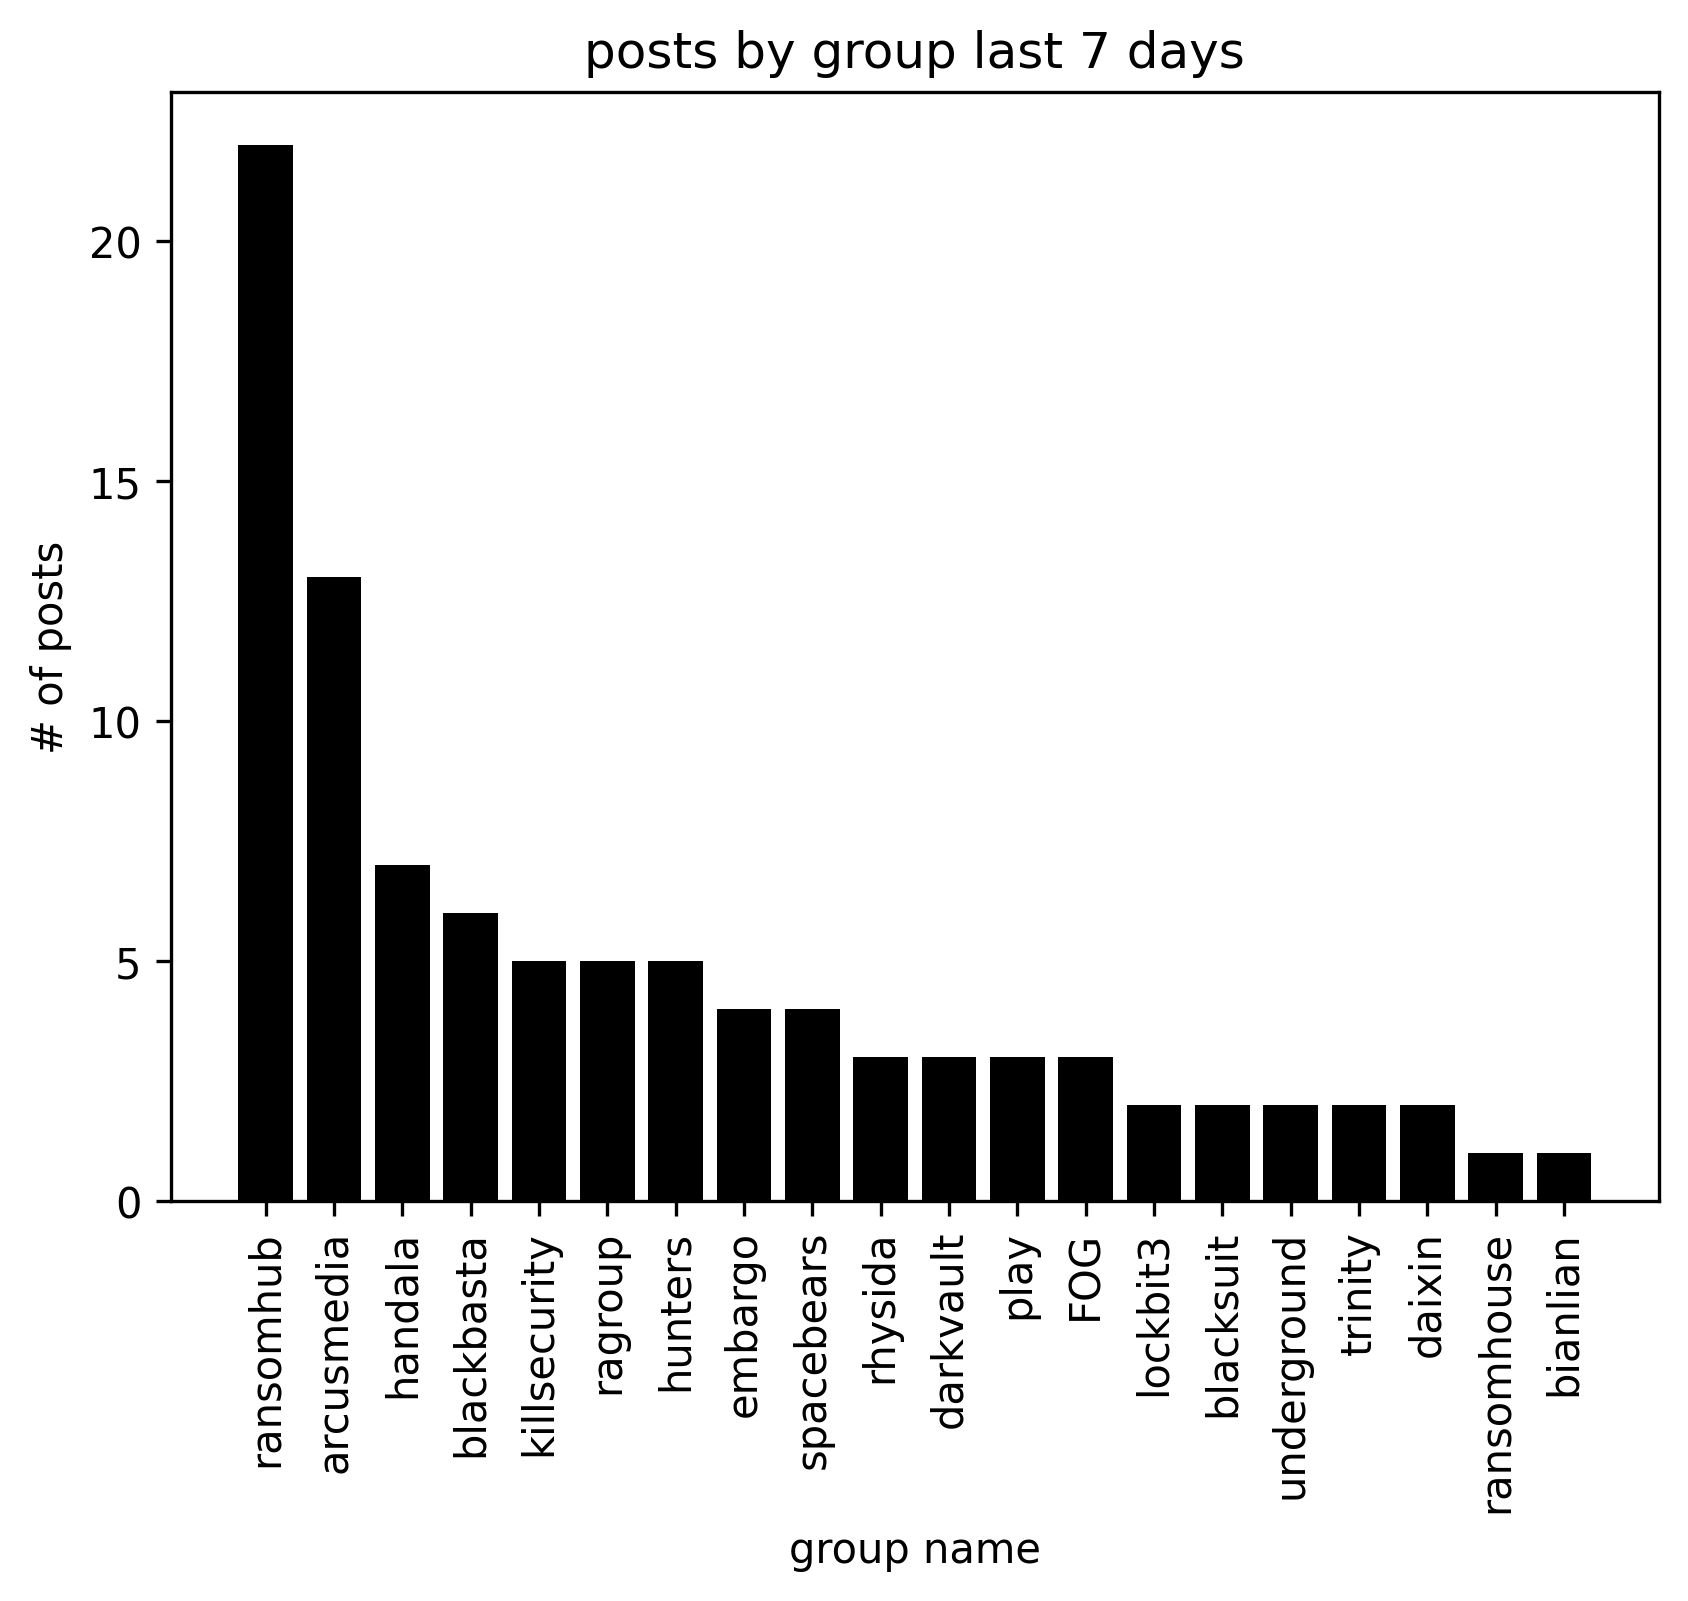 posts by group last 7 days
# of posts
20
15
10
5
0
ransomhub
arcusmedia
handala
blackbasta
killsecurity
ragroup
hunters
embargo
spacebears
rhysida
darkvault
play
FOG
lockbit3
blacksuit
underground
trinity
daixin
ransomhouse
bianlian
group name